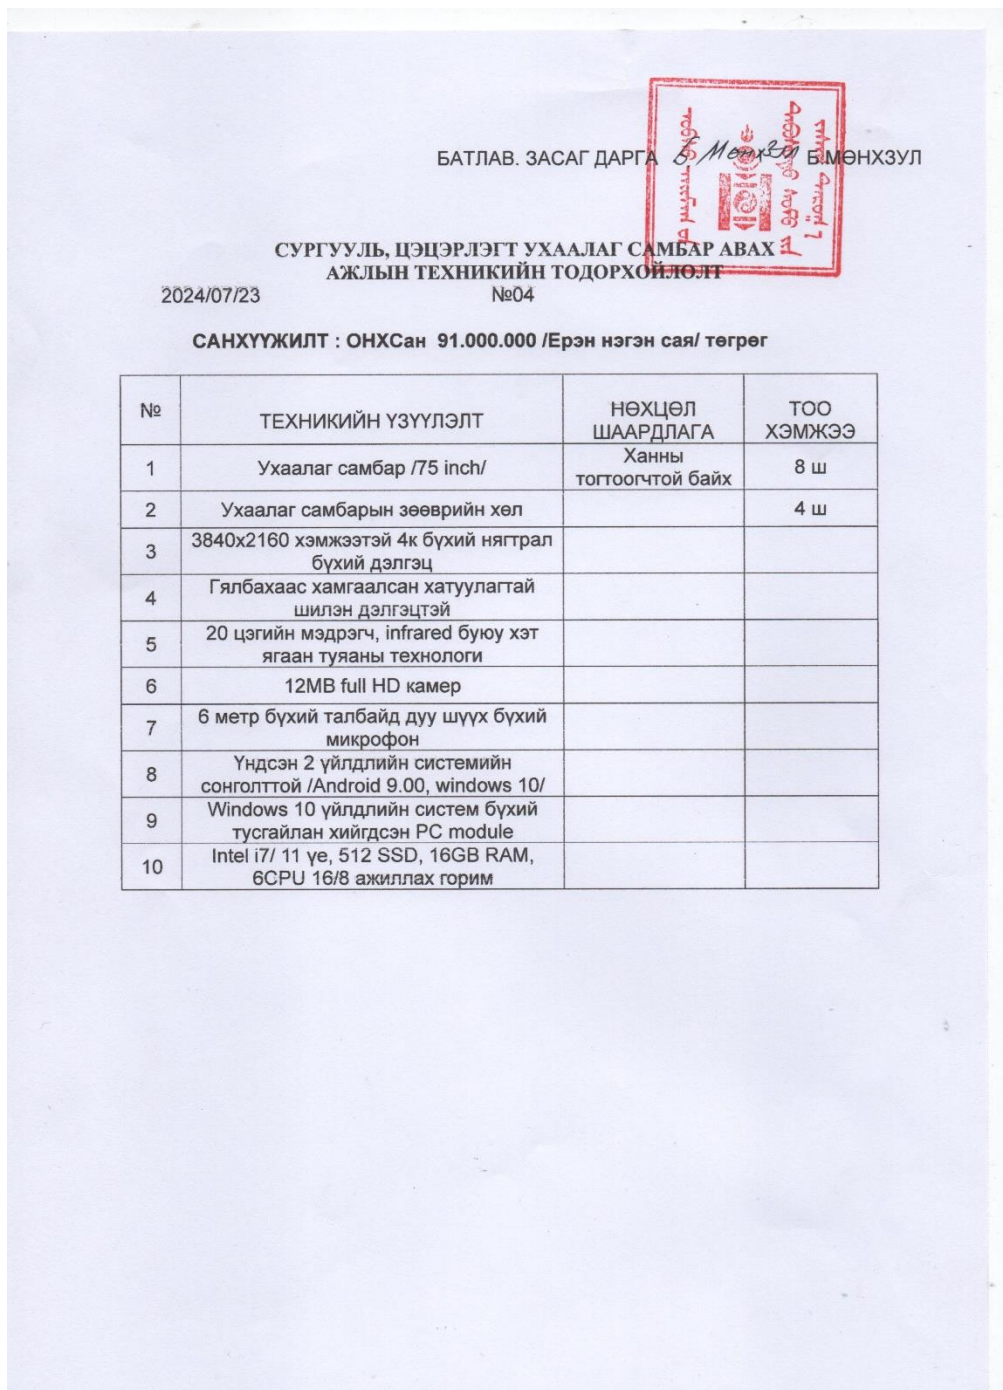 БАТЛАВ. ЗАСАГ ДАРГА Б.Мөнхзул Б.МӨНХЗУЛ
СУРГУУЛЬ, ЦЭЦЭРЛЭГТ УХААЛАГ САМБАР АВАХ
АЖЛЫН ТЕХНИКИЙН ТОДОРХОЙЛОЛТ
2024/07/23 №04
САНХҮҮЖИЛТ : ОНХСан 91.000.000 /Ерэн нэгэн сая/ төгрөг
№ ТЕХНИКИЙН ҮЗҮҮЛЭЛТ НӨХЦӨЛ ШААРДЛАГА ТОО ХЭМЖЭЭ
1 Ухаалаг самбар /75 inch/ Ханны тогтоогчтой байх 8 ш
2 Ухаалаг самбарын зөөврийн хөл 4 ш
3 3840x2160 хэмжээтэй 4к бүхий нягтрал
бүхий дэлгэц
4 Гялбахаас хамгаалсан хатуулагтай
шилэн дэлгэцтэй
5 20 цэгийн мэдрэгч, infrared буюу хэт
ягаан туяаны технологи
6 12MB full HD камер
7 6 метр бүхий талбайд дуу шүүх бүхий
микрофон
8 Үндсэн 2 үйлдлийн системийн
сонголттой /Android 9.00, windows 10/
9 Windows 10 үйлдлийн систем бүхий
тусгайлан хийгдсэн PC module
10 Intel i7/ 11 үе, 512 SSD, 16GB RAM,
6CPU 16/8 ажиллах горим